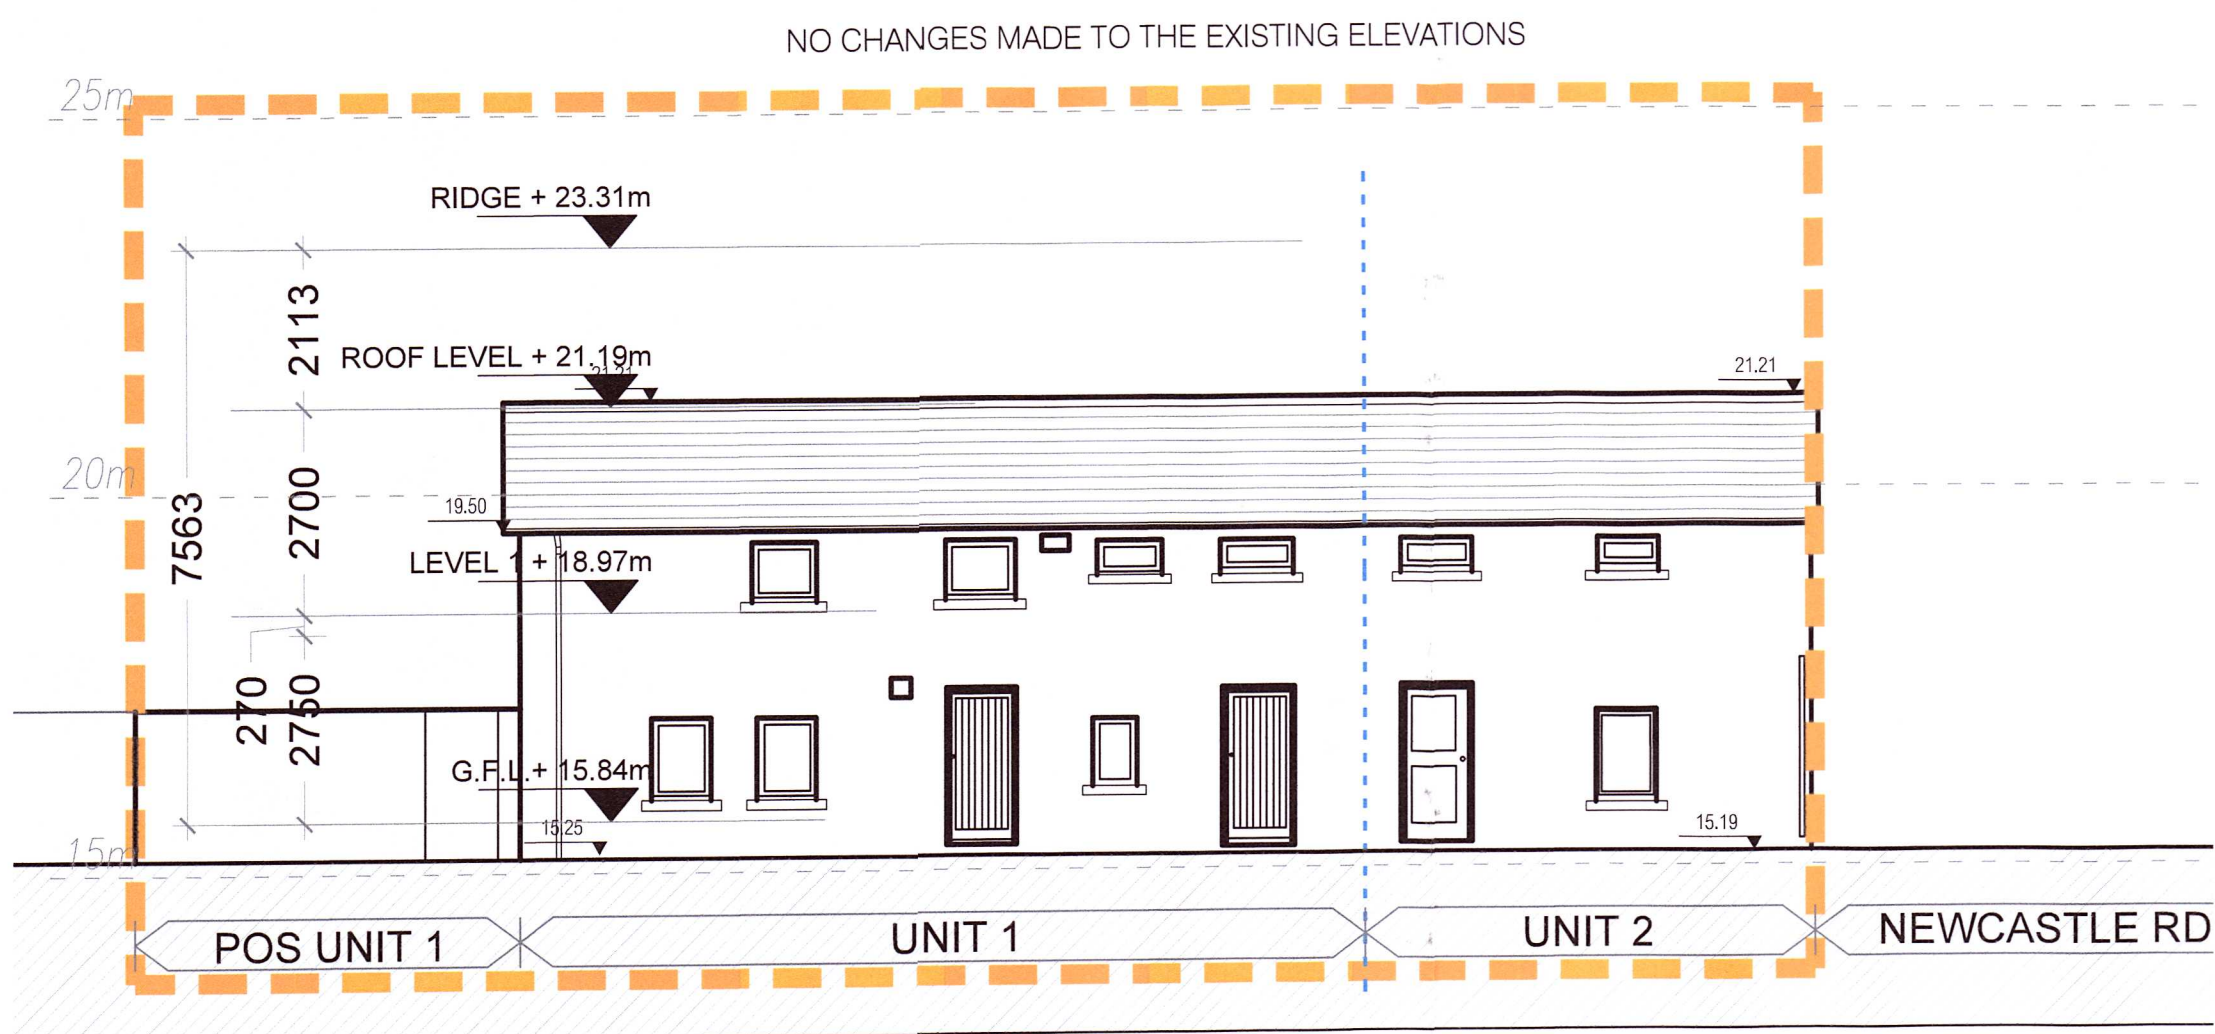 NO CHANGES MADE TO THE EXISTING ELEVATIONS
25m
RIDGE + 23.31m
2113
ROOF LEVEL + 21.19m
21.21
21.21
20m
2700
7563
19.50
LEVEL 1 + 18.97m
270
2750
G.F.L.+ 15.84m
15.25
15.19
15m
POS UNIT 1
UNIT 1
UNIT 2
NEWCASTLE RD